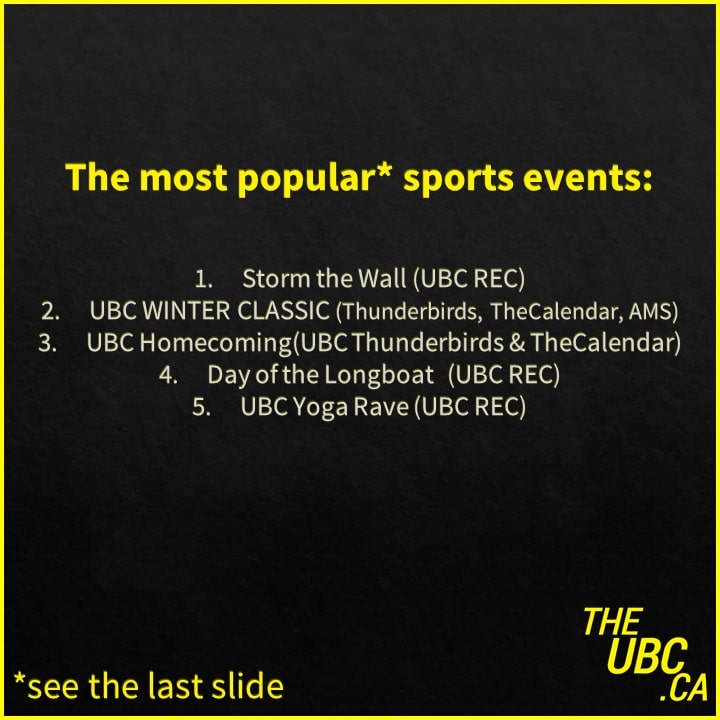 The most popular* sports events:
1. Storm the Wall (UBC REC)
2. UBC WINTER CLASSIC (Thunderbirds, TheCalendar, AMS)
3. UBC Homecoming(UBC Thunderbirds & TheCalendar)
4. Day of the Longboat (UBC REC)
5. UBC Yoga Rave (UBC REC)
THE
UBC
.CA
*see the last slide